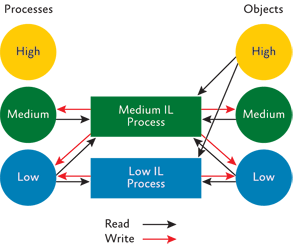 Processes
Objects
High
High
Medium
Medium IL
Process
Medium
Low
Low IL
Process
Low
Read
Write